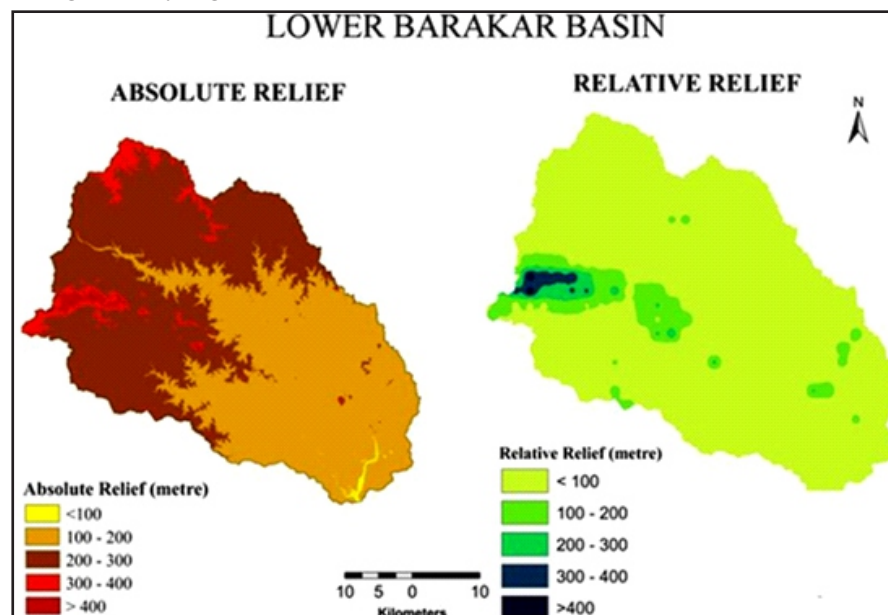 LOWER BARAKAR BASIN
ABSOLUTE RELIEF
RELATIVE RELIEF
N
Absolute Relief (metre)
<100
100 - 200
200 - 300
300 - 400
> 400
10 5 0 10
Kilometers
Relative Relief (metre)
< 100
100 - 200
200 - 300
300 - 400
>400